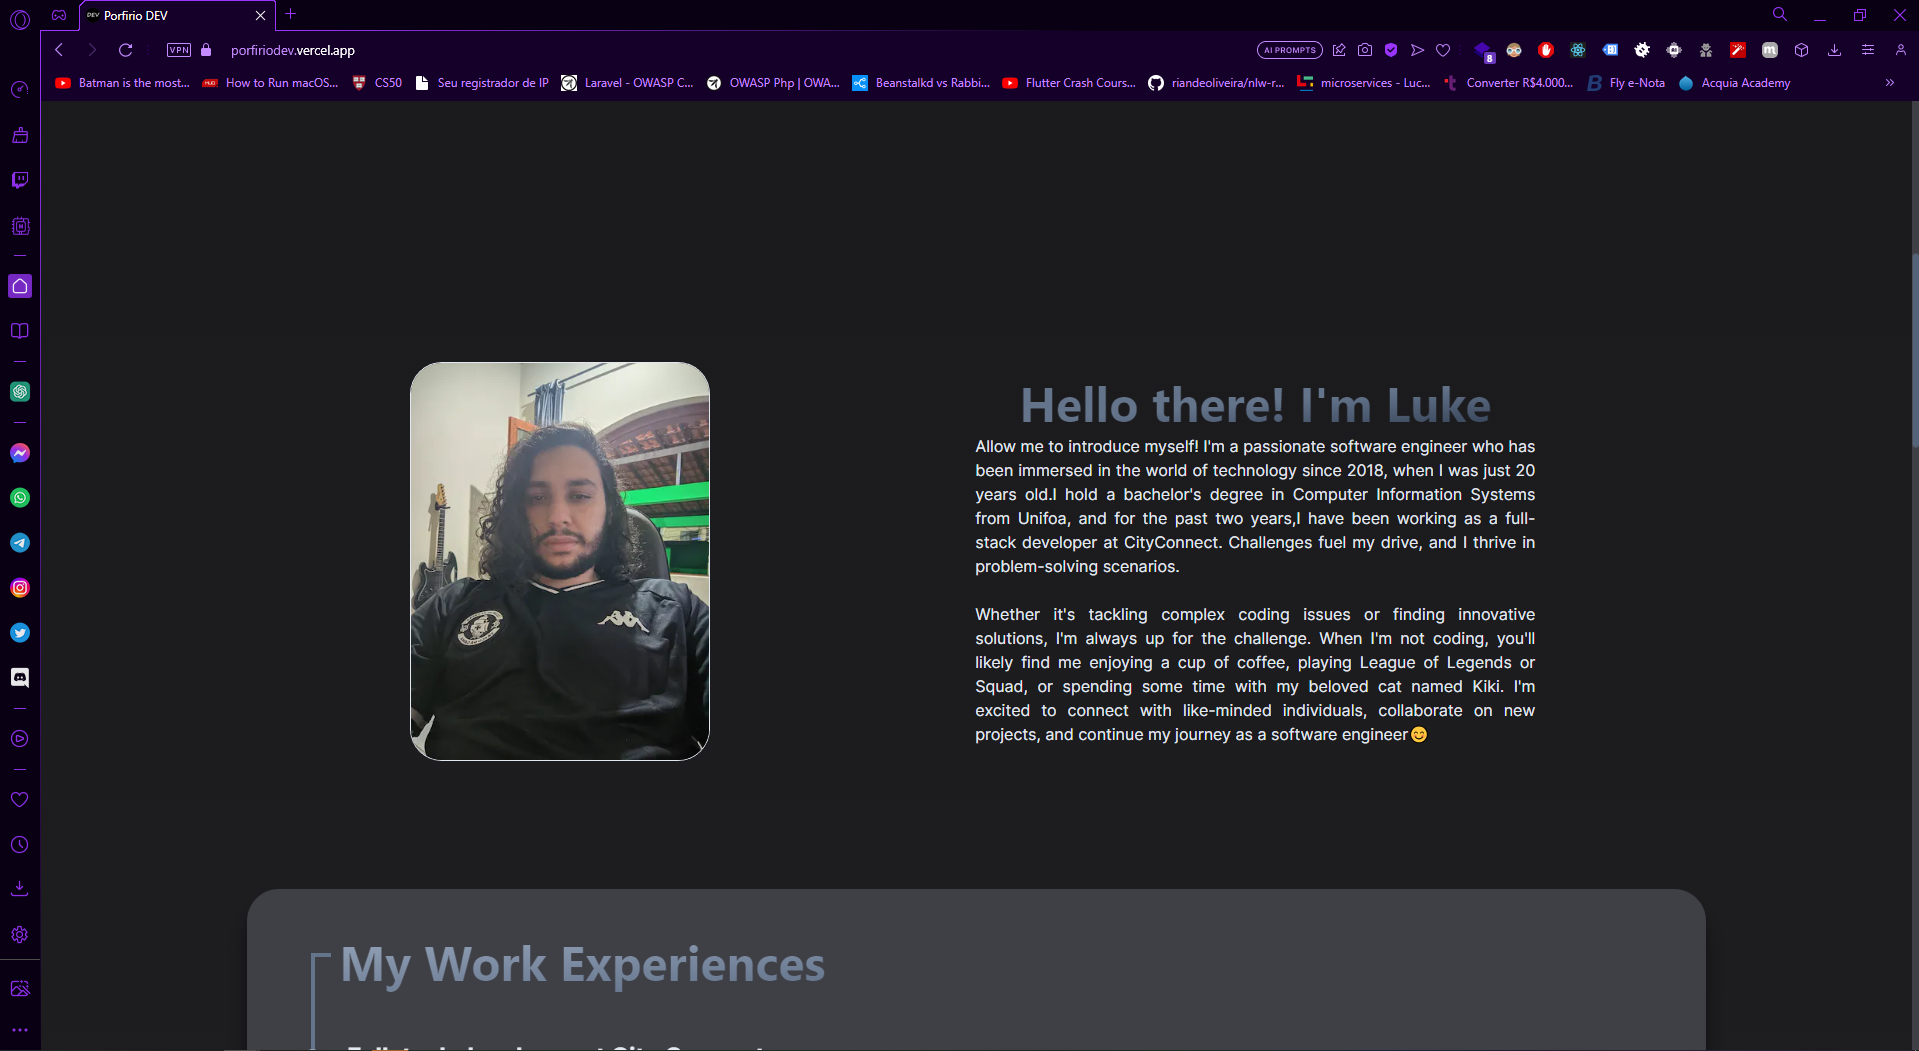 Porfirio DEV
VPN
porfiriodev.vercel.app
AI PROMPTS
8
Batman is the most...
How to Run macOS...
CS50
Seu registrador de IP
Laravel - OWASP C...
OWASP Php | OWA...
Beanstalkd vs Rabbi...
Flutter Crash Cours...
riandeoliveira/nlw-r...
microservices - Luc...
Converter R$4.000...
Fly e-Nota
Acquia Academy
Hello there! I'm Luke
Allow me to introduce myself! I'm a passionate software engineer who has
been immersed in the world of technology since 2018, when I was just 20
years old.I hold a bachelor's degree in Computer Information Systems
from Unifoa, and for the past two years,I have been working as a full-
stack developer at CityConnect. Challenges fuel my drive, and I thrive in
problem-solving scenarios.
Whether it's tackling complex coding issues or finding innovative
solutions, I'm always up for the challenge. When I'm not coding, you'll
likely find me enjoying a cup of coffee, playing League of Legends or
Squad, or spending some time with my beloved cat named Kiki. I'm
excited to connect with like-minded individuals, collaborate on new
projects, and continue my journey as a software engineer😊
My Work Experiences